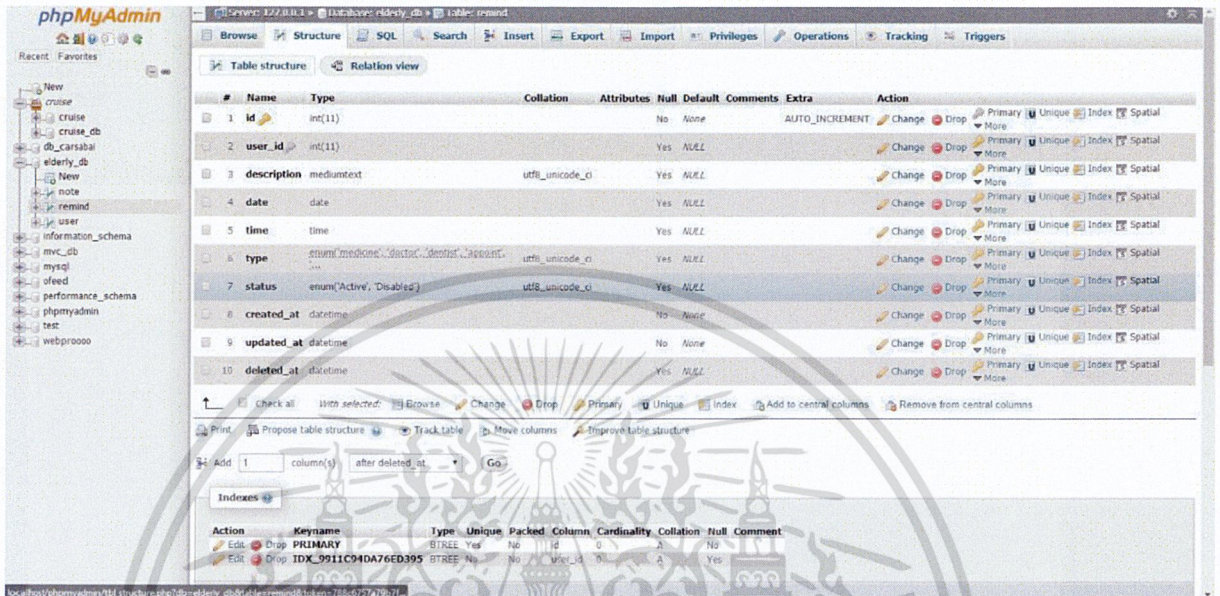 phpMyAdmin
Recent Favorites
New
cruise
cruise
cruise_db
db_carsabai
elderly_db
New
note
remind
user
information_schema
mvc_db
mysql
ofeed
performance_schema
phpmyadmin
test
webproooo
Server: 127.0.0.1 » Database: elderly_db » Table: remind
Browse Structure SQL Search Insert Export Import Privileges Operations Tracking Triggers
Table structure Relation view
# Name Type Collation Attributes Null Default Comments Extra Action
1 id int(11) No None AUTO_INCREMENT Change Drop Primary Unique Index Spatial
More
2 user_id int(11) Yes NULL Change Drop Primary Unique Index Spatial
More
3 description mediumtext utf8_unicode_ci Yes NULL Change Drop Primary Unique Index Spatial
More
4 date date Yes NULL Change Drop Primary Unique Index Spatial
More
5 time time Yes NULL Change Drop Primary Unique Index Spatial
More
6 type enum('medicine', 'doctor', 'dentist', 'appoint', utf8_unicode_ci Yes NULL Change Drop Primary Unique Index Spatial
... More
7 status enum('Active', 'Disabled') utf8_unicode_ci Yes NULL Change Drop Primary Unique Index Spatial
More
8 created_at datetime No None Change Drop Primary Unique Index Spatial
More
9 updated_at datetime No None Change Drop Primary Unique Index Spatial
More
10 deleted_at datetime Yes NULL Change Drop Primary Unique Index Spatial
More
Check all With selected: Browse Change Drop Primary Unique Index Add to central columns Remove from central columns
Print Propose table structure Track table Move columns Improve table structure
Add 1 column(s) after deleted_at Go
Indexes
Action Keyname Type Unique Packed Column Cardinality Collation Null Comment
Edit Drop PRIMARY BTREE Yes No id 0 A No
Edit Drop IDX_9911C94DA76ED395 BTREE No No user_id 0 A Yes
localhost/phpmyadmin/tbl_structure.php?db=elderly_db&table=remind&token=788c6757a79b7f...